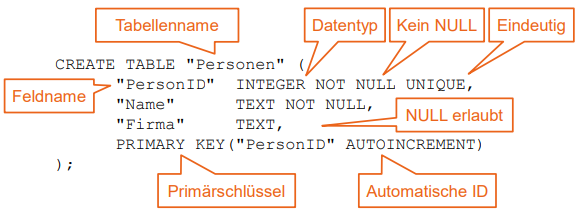 Tabellenname
Datentyp
Kein NULL
Eindeutig
CREATE TABLE "Personen" (
Feldname
"PersonID" INTEGER NOT NULL UNIQUE,
"Name" TEXT NOT NULL,
"Firma" TEXT,
NULL erlaubt
PRIMARY KEY("PersonID" AUTOINCREMENT)
);
Primärschlüssel
Automatische ID